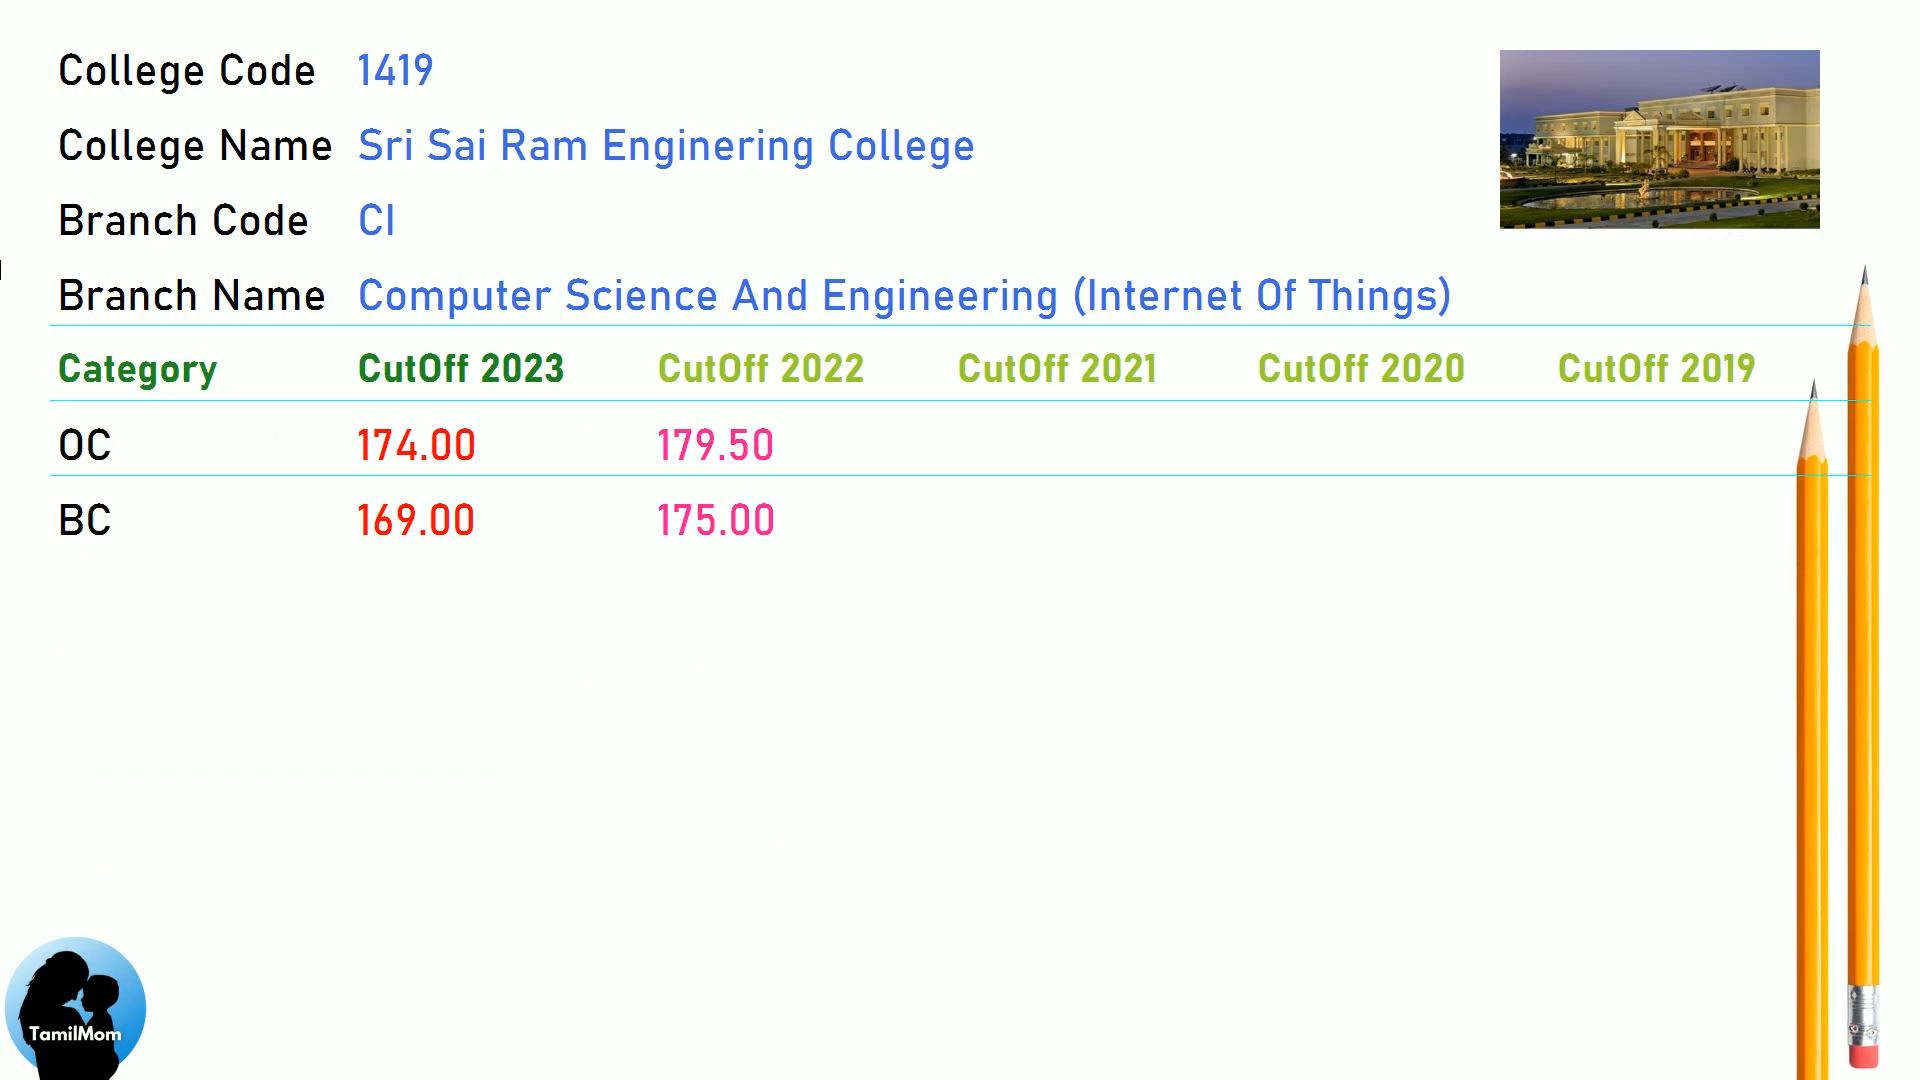 College Code 1419
College Name Sri Sai Ram Enginering College
Branch Code CI
Branch Name Computer Science And Engineering (Internet Of Things)
Category CutOff 2023 CutOff 2022 CutOff 2021 CutOff 2020 CutOff 2019
OC 174.00 179.50
BC 169.00 175.00
TamilMom